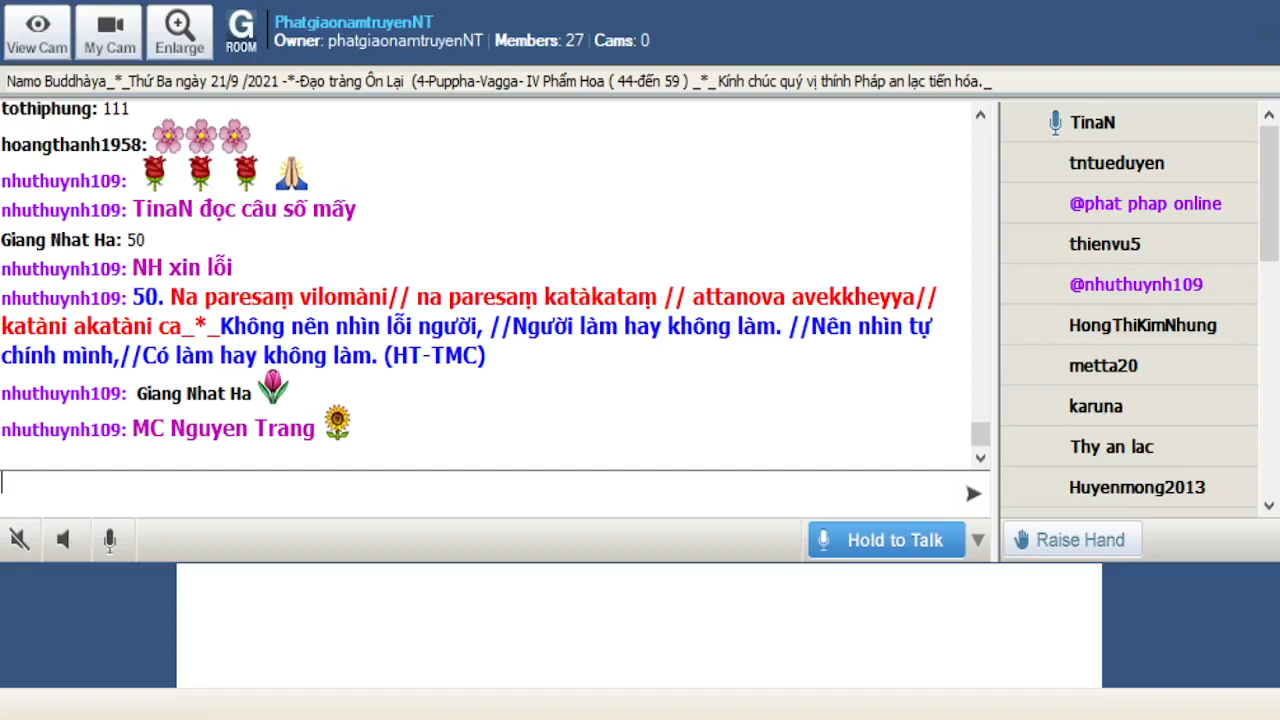 View Cam
My Cam
Enlarge
G
ROOM
PhatgiaonamtruyenNT
Owner: phatgiaonamtruyenNT | Members: 27 | Cams: 0
Namo Buddhàya_*_Thứ Ba ngày 21/9 /2021 -*-Đạo tràng Ôn Lại (4-Puppha-Vagga- IV Phẩm Hoa ( 44-đến 59 ) _*_ Kính chúc quý vị thính Pháp an lạc tiến hóa._
tothiphung: 111
hoangthanh1958:
nhuthuynh109:
nhuthuynh109: TinaN đọc câu số mấy
Giang Nhat Ha: 50
nhuthuynh109: NH xin lỗi
nhuthuynh109: 50. Na paresaṃ vilomàni// na paresaṃ katàkataṃ // attanova avekkheyya//
katàni akatàni ca_*_Không nên nhìn lỗi người, //Người làm hay không làm. //Nên nhìn tự
chính mình,//Có làm hay không làm. (HT-TMC)
nhuthuynh109: Giang Nhat Ha
nhuthuynh109: MC Nguyen Trang
Hold to Talk
TinaN
tntueduyen
@phat phap online
thienvu5
@nhuthuynh109
HongThiKimNhung
metta20
karuna
Thy an lac
Huyenmong2013
Raise Hand